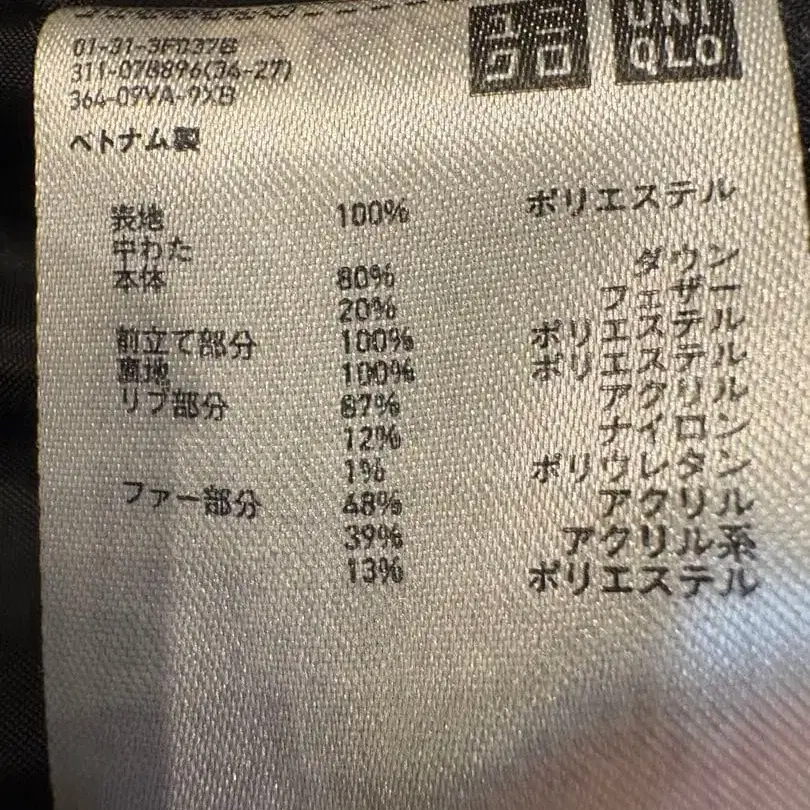 ユニ
クロ
UNI
QLO
01-31-3F037B
311-078896(34-27)
364-09VA-9XB
ベトナム製
表地 100% ポリエステル
中わた
本体 80% ダウン
20% フェザー
前立て部分 100% ポリエステル
裏地 100% ポリエステル
リブ部分 87% アクリル
12% ナイロン
1% ポリウレタン
ファー部分 48% アクリル
39% アクリル系
13% ポリエステル